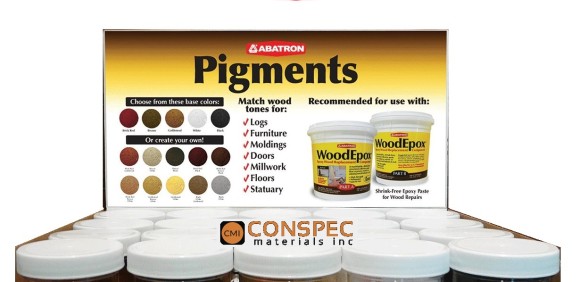 ABATRON
Pigments
Choose from these base colors:
Or create your own!
Match wood
tones for:
✓ Logs
✓ Furniture
✓ Moldings
✓ Doors
✓ Millwork
✓ Floors
✓ Statuary
Recommended for use with:
WoodEpox
PART A
WoodEpox
PART B
Shrink-Free Epoxy Paste
for Wood Repairs
CMI
CONSPEC
materials inc